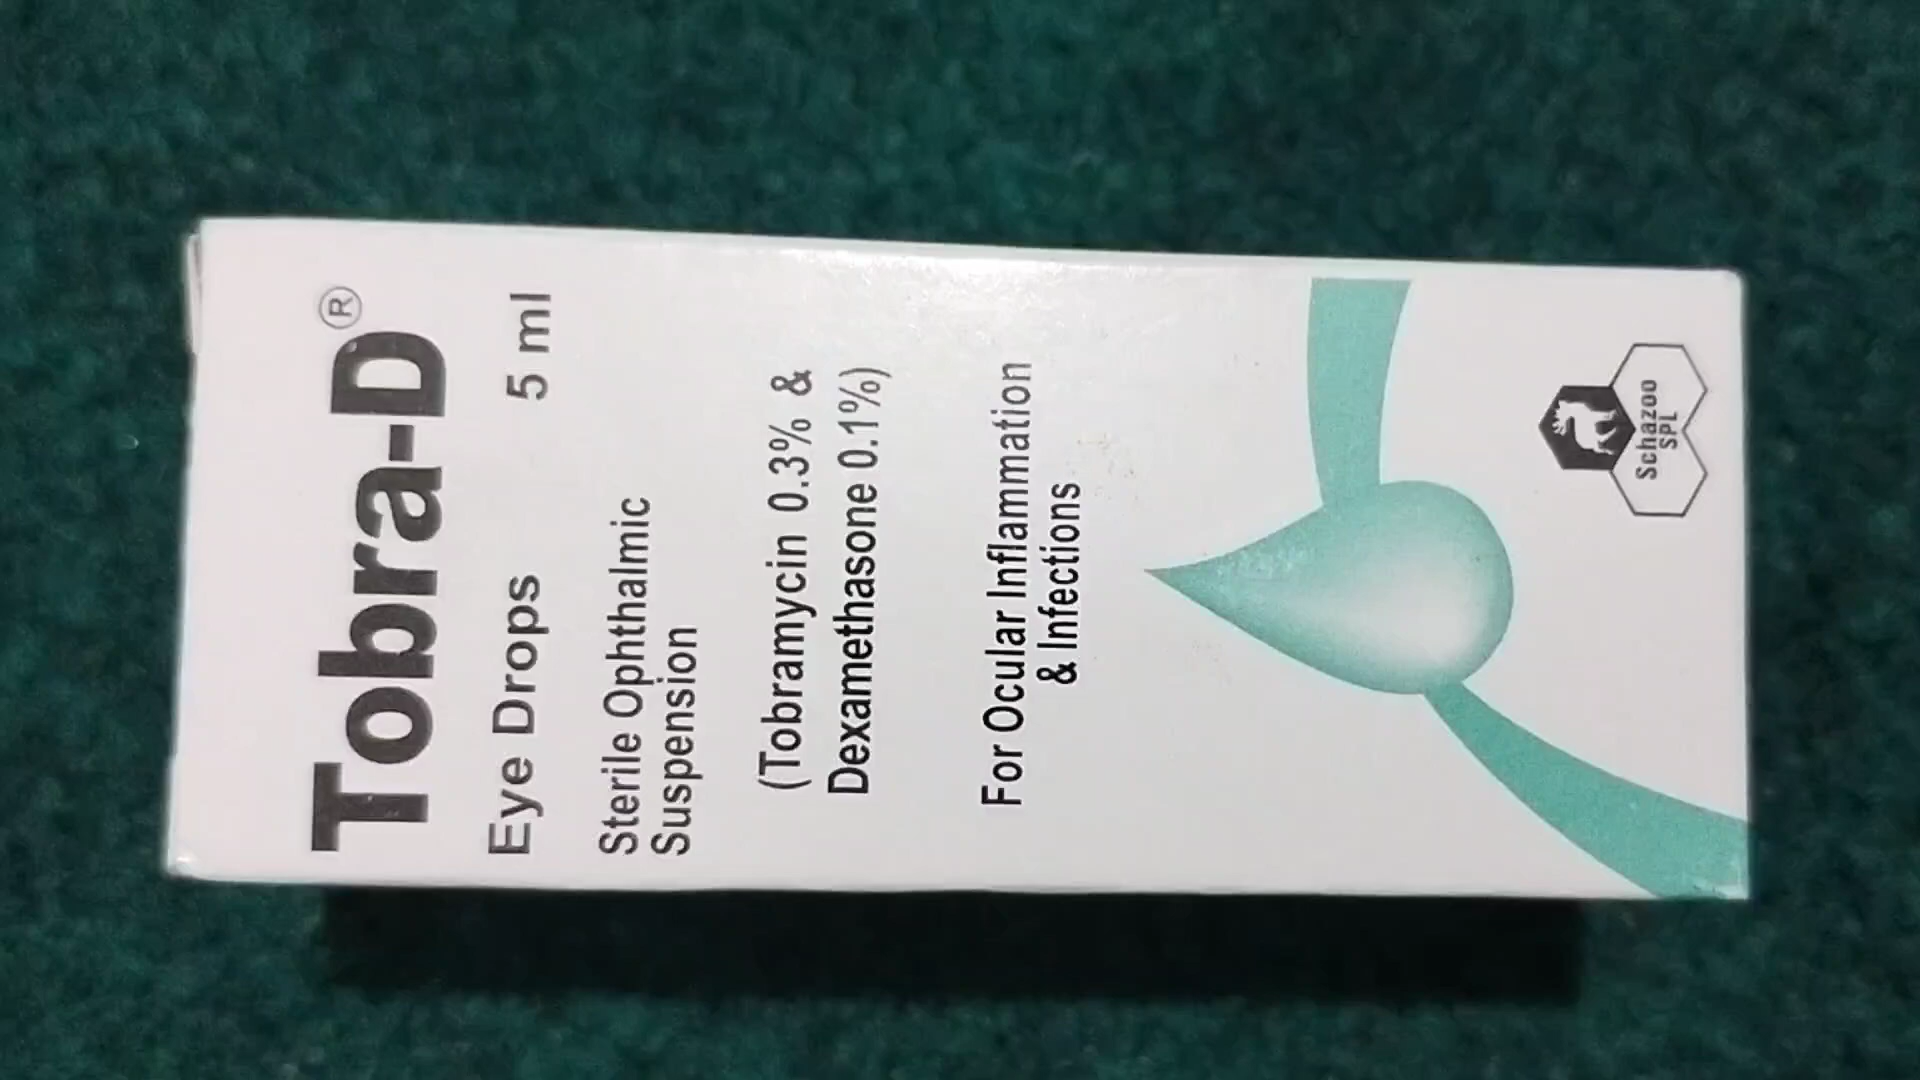 Tobra-D®
Eye Drops 5 ml
Sterile Ophthalmic
Suspension
(Tobramycin 0.3% &
Dexamethasone 0.1%)
For Ocular Inflammation
& Infections
Schazoo
SPL